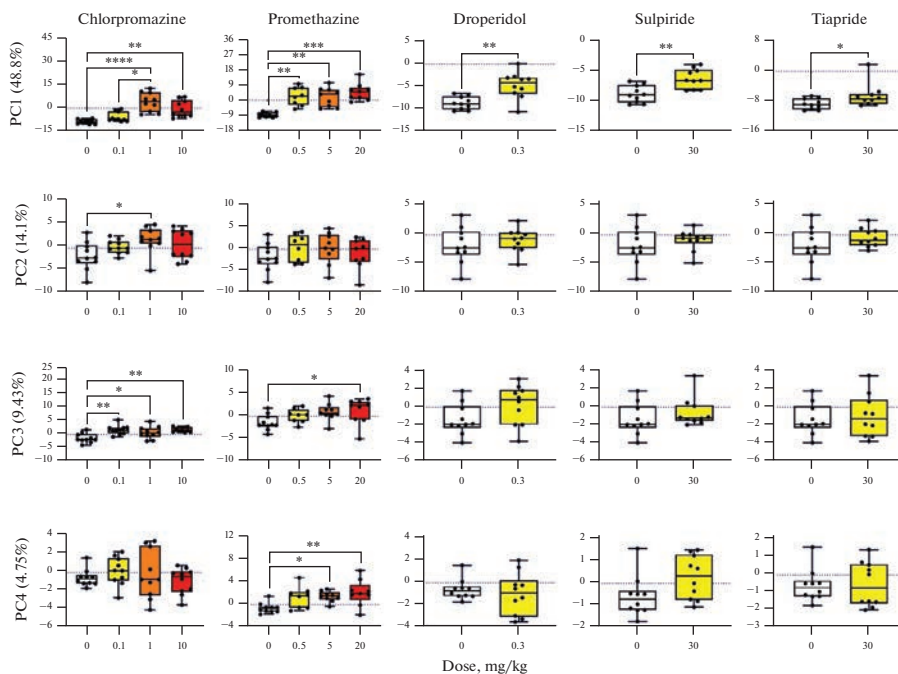 Chlorpromazine Promethazine Droperidol Sulpiride Tiapride
PC1 (48.8%)
45 30 15 0 −15
** **** *
0 0.1 1 10
36 27 18 9 0 −9 −18
*** ** **
0 0.5 5 20
0 −5 −10 −15
**
0 0.3
0 −5 −10 −15
**
0 30
16 8 0 −8 −16
*
0 30
PC2 (14.1%)
10 5 0 −5 −10
*
0 0.1 1 10
10 5 0 −5 −10
0 0.5 5 20
5 0 −5 −10
0 0.3
5 0 −5 −10
0 30
5 0 −5 −10
0 30
PC3 (9.43%)
25 20 15 10 5 0 −5 −10
** * **
0 0.1 1 10
10 5 0 −5 −10
*
0 0.5 5 20
4 2 0 −2 −4 −6
0 0.3
4 2 0 −2 −4 −6
0 30
4 2 0 −2 −4 −6
0 30
PC4 (4.75%)
4 2 0 −2 −4 −6
0 0.1 1 10
12 8 4 0 −4
** *
0 0.5 5 20
2 0 −2 −4
0 0.3
2 1 0 −1 −2
0 30
2 1 0 −1 −2 −3
0 30
Dose, mg/kg